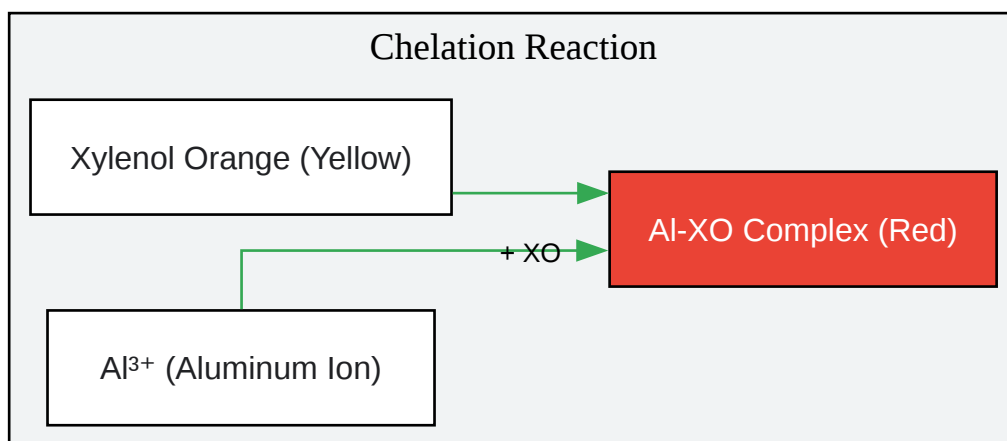 Chelation Reaction
Xylenol Orange (Yellow)
Al-XO Complex (Red)
+ XO
Al³⁺ (Aluminum Ion)